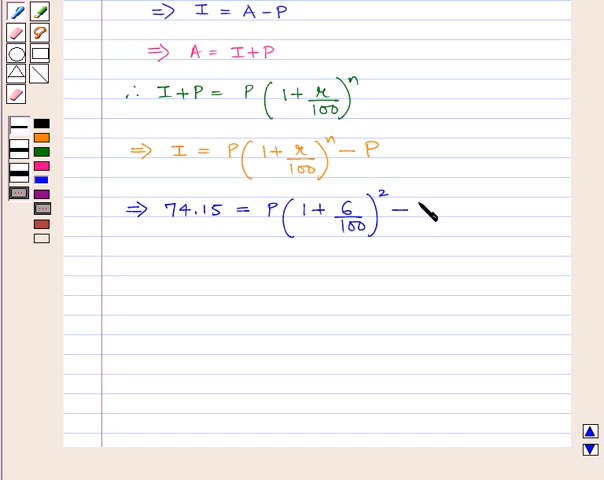 ⇒ I = A − P
⇒ A = I + P
∴ I + P = P (1 + r/100)^n
⇒ I = P (1 + r/100)^n − P
⇒ 74.15 = P (1 + 6/100)^2 −